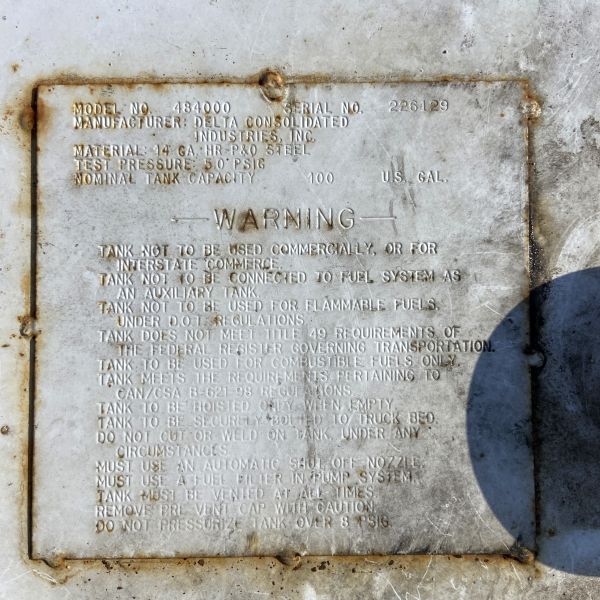 MODEL NO. 484000 SERIAL NO. 226129
MANUFACTURER: DELTA CONSOLIDATED
INDUSTRIES, INC.
MATERIAL: 14 GA. HR-P&O STEEL
TEST PRESSURE: 5.0 PSIG
NOMINAL TANK CAPACITY 100 U.S. GAL.
WARNING
TANK NOT TO BE USED COMMERCIALLY, OR FOR
INTERSTATE COMMERCE.
TANK NOT TO BE CONNECTED TO FUEL SYSTEM AS
AN AUXILIARY TANK.
TANK NOT TO BE USED FOR FLAMMABLE FUELS.
UNDER D.O.T. REGULATIONS
TANK DOES NOT MEET TITLE 49 REQUIREMENTS OF
THE FEDERAL REGISTER GOVERNING TRANSPORTATION.
TANK TO BE USED FOR COMBUSTIBLE FUELS ONLY.
TANK MEETS THE REQUIREMENTS PERTAINING TO
CAN/CSA B-621-98 REGULATIONS.
TANK TO BE HOISTED ONLY WHEN EMPTY
TANK TO BE SECURELY BOLTED TO TRUCK BED
DO NOT CUT OR WELD ON TANK, UNDER ANY
CIRCUMSTANCES
MUST USE AN AUTOMATIC SHUT OFF NOZZLE.
MUST USE A FUEL FILTER IN PUMP SYSTEM.
TANK MUST BE VENTED AT ALL TIMES
REMOVE VENT CAP WITH CAUTION
DO NOT PRESSURIZE TANK OVER 8 PSIG